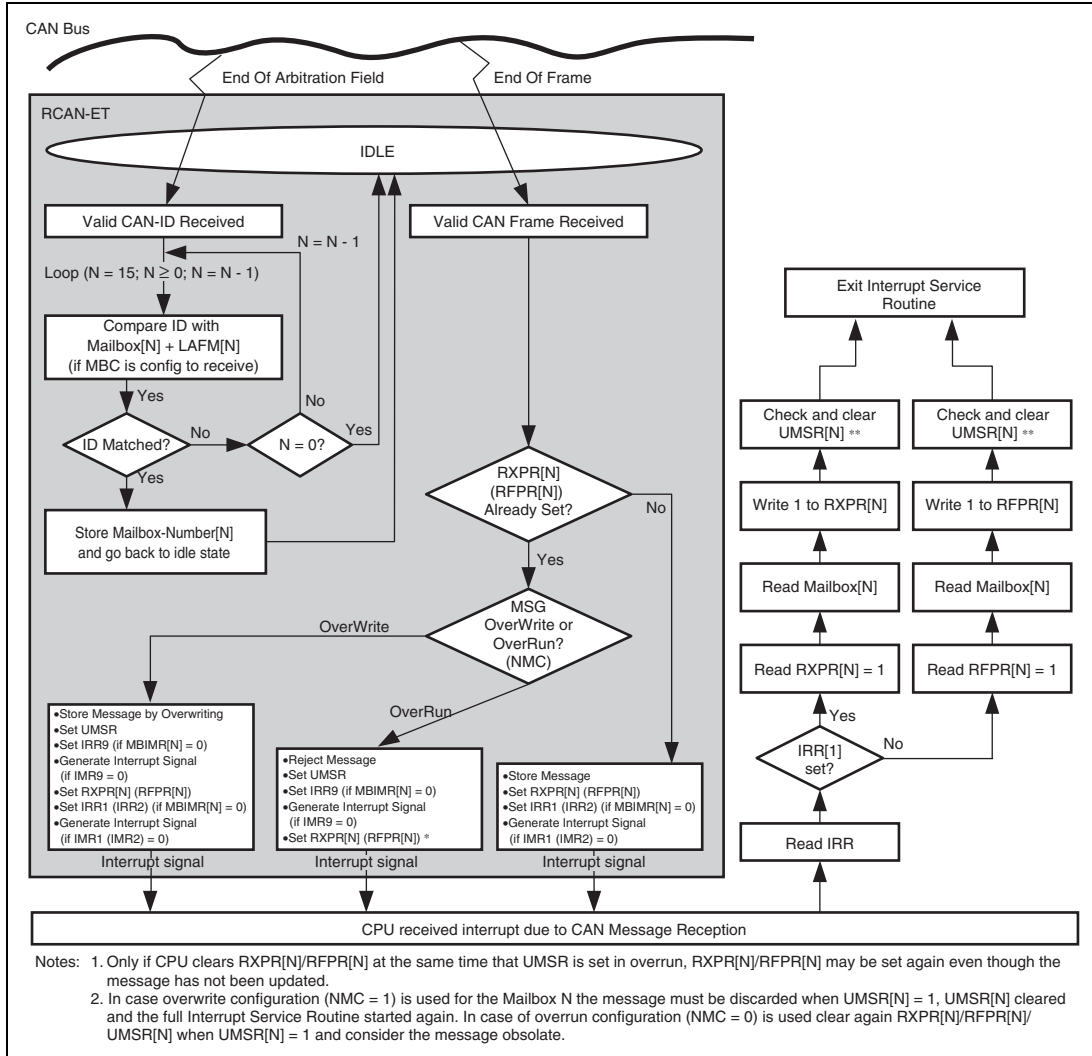 CAN Bus
End Of Arbitration Field
End Of Frame
RCAN-ET
IDLE
Valid CAN-ID Received
Valid CAN Frame Received
N = N - 1
Loop (N = 15; N ≥ 0; N = N - 1)
Compare ID with
Mailbox[N] + LAFM[N]
(if MBC is config to receive)
Yes
No
ID Matched?
No
N = 0?
Yes
Yes
Store Mailbox-Number[N]
and go back to idle state
RXPR[N]
(RFPR[N])
Already Set?
No
Yes
MSG
OverWrite or
OverRun?
(NMC)
OverWrite
OverRun
•Store Message by Overwriting
•Set UMSR
•Set IRR9 (if MBIMR[N] = 0)
•Generate Interrupt Signal
(if IMR9 = 0)
•Set RXPR[N] (RFPR[N])
•Set IRR1 (IRR2) (if MBIMR[N] = 0)
•Generate Interrupt Signal
(if IMR1 (IMR2) = 0)
•Reject Message
•Set UMSR
•Set IRR9 (if MBIMR[N] = 0)
•Generate Interrupt Signal
(if IMR9 = 0)
•Set RXPR[N] (RFPR[N]) *
•Store Message
•Set RXPR[N] (RFPR[N])
•Set IRR1 (IRR2) (if MBIMR[N] = 0)
•Generate Interrupt Signal
(if IMR1 (IMR2) = 0)
Interrupt signal
Interrupt signal
Interrupt signal
Exit Interrupt Service
Routine
Check and clear
UMSR[N] **
Check and clear
UMSR[N] **
Write 1 to RXPR[N]
Write 1 to RFPR[N]
Read Mailbox[N]
Read Mailbox[N]
Read RXPR[N] = 1
Read RFPR[N] = 1
Yes
IRR[1]
set?
No
Read IRR
CPU received interrupt due to CAN Message Reception
Notes: 1. Only if CPU clears RXPR[N]/RFPR[N] at the same time that UMSR is set in overrun, RXPR[N]/RFPR[N] may be set again even though the
message has not been updated.
2. In case overwrite configuration (NMC = 1) is used for the Mailbox N the message must be discarded when UMSR[N] = 1, UMSR[N] cleared
and the full Interrupt Service Routine started again. In case of overrun configuration (NMC = 0) is used clear again RXPR[N]/RFPR[N]/
UMSR[N] when UMSR[N] = 1 and consider the message obsolate.